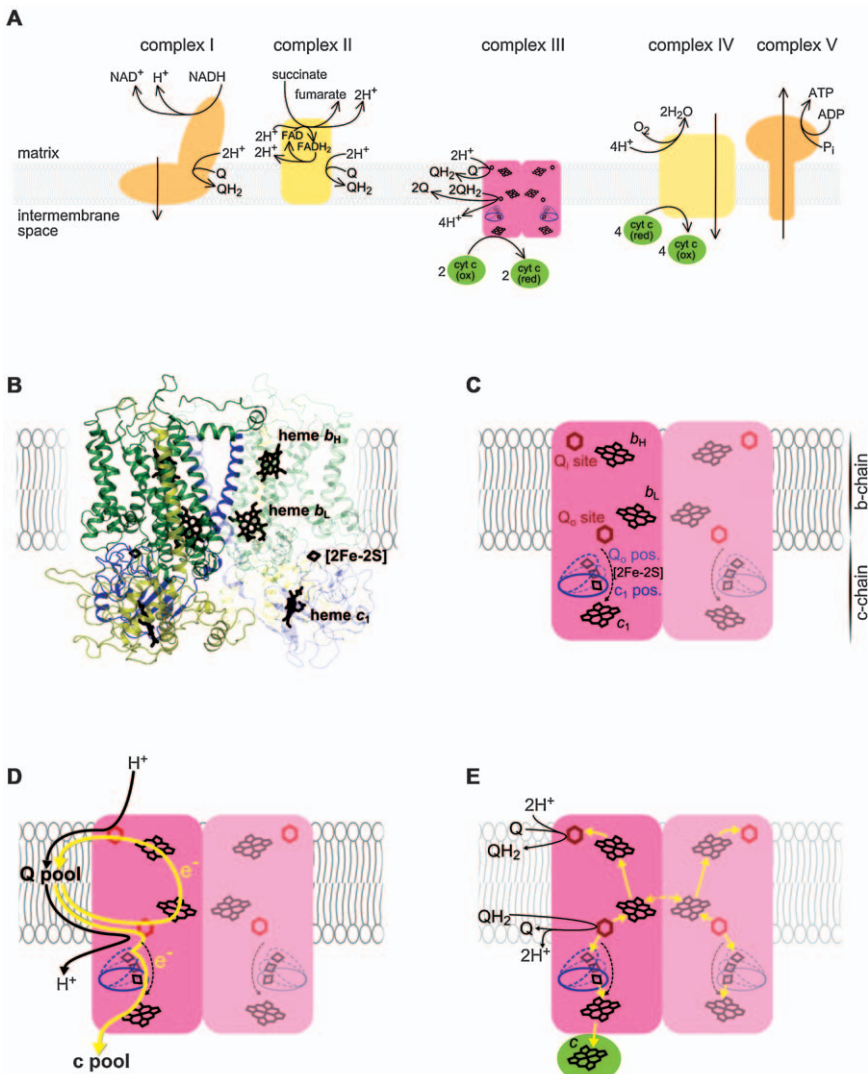 A
complex I
complex II
complex III
complex IV
complex V
NAD+ H+ NADH
succinate
fumarate 2H+
2H+ FAD
2H+ FADH2
2H+
Q
QH2
2H+
Q
QH2
matrix
intermembrane
space
2H+
QH2 Q
2Q 2QH2
4H+
2 cyt c
(ox)
2 cyt c
(red)
O2 2H2O
4H+
4 cyt c
(red)
4 cyt c
(ox)
ATP
ADP
Pi
B
heme bH
heme bL
[2Fe-2S]
heme c1
C
bH
Qi site
bL
Qo site
Qo pos.
[2Fe-2S]
c1 pos.
c1
b-chain
c-chain
D
H+
Q pool
e-
e-
H+
c pool
E
2H+
Q
QH2
QH2
Q
2H+
c